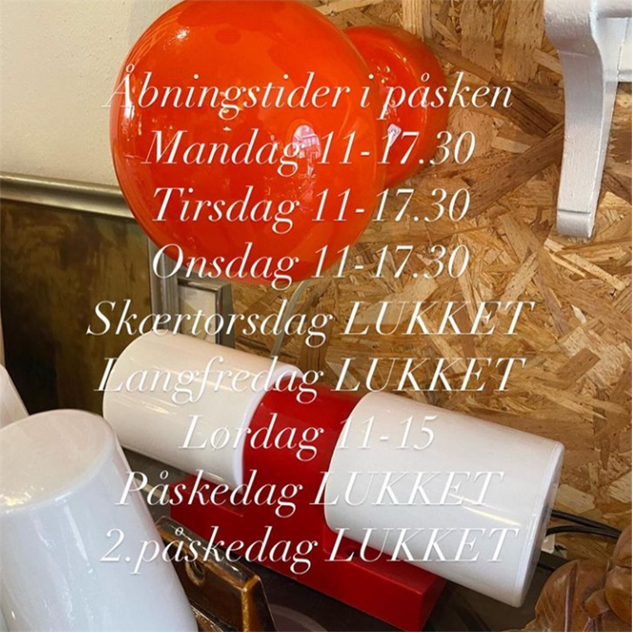 Åbningstider i påsken
Mandag 11-17.30
Tirsdag 11-17.30
Onsdag 11-17.30
Skærtorsdag LUKKET
Langfredag LUKKET
Lørdag 11-15
Påskedag LUKKET
2.påskedag LUKKET